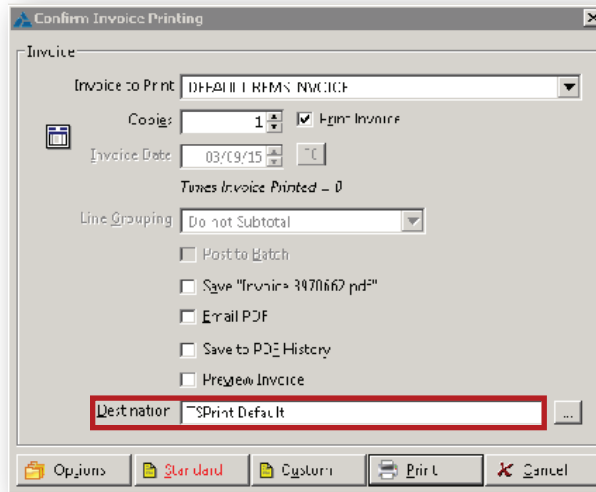 Confirm Invoice Printing
Invoice
Invoice to Print DEFAULT REMS INVOICE
Copies 1 Print Invoice
Invoice Date 03/09/15
Times Invoice Printed = 0
Line Grouping Do not Subtotal
Post to Batch
Save "Invoice 3970662.pdf"
Email PDF
Save to PDF History
Preview Invoice
Destination TSPrint Default ...
Options Standard Custom Print Cancel